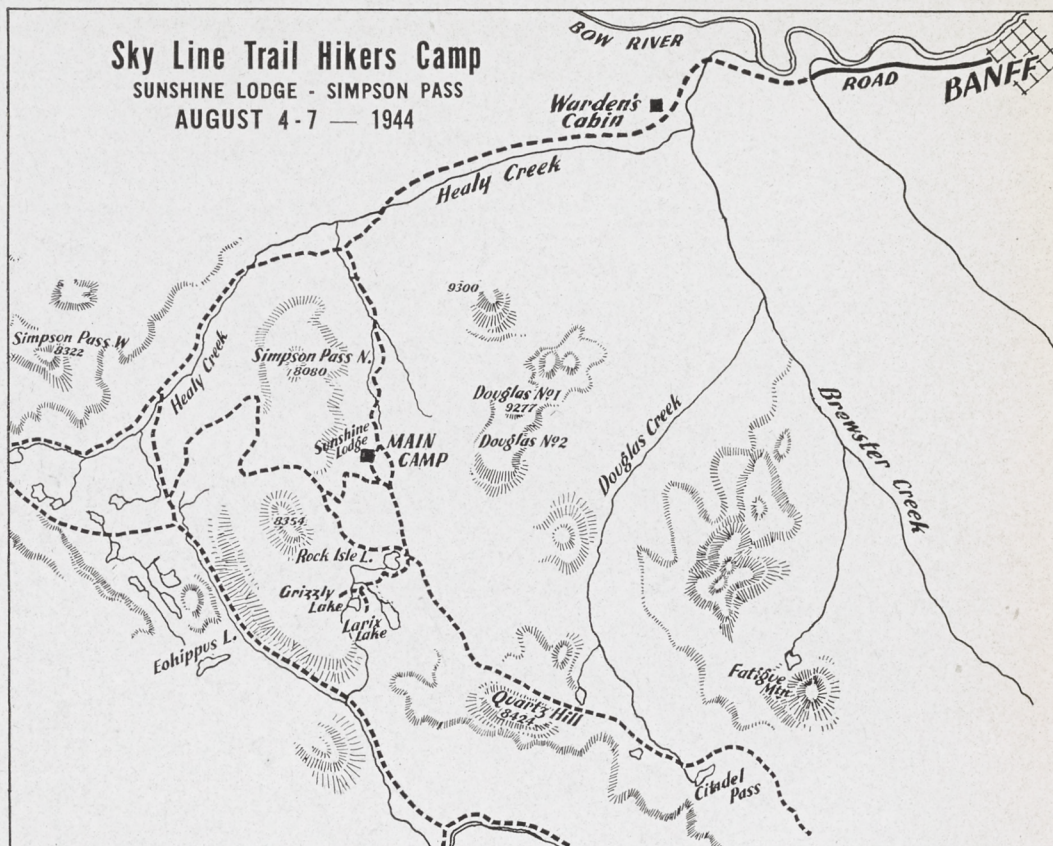 Sky Line Trail Hikers Camp
SUNSHINE LODGE - SIMPSON PASS
AUGUST 4-7 — 1944
BOW RIVER
ROAD
BANFF
Warden's
Cabin
Healy Creek
9300
Simpson Pass W
8322
Healy Creek
Simpson Pass N.
8080
Douglas No1
9277
Douglas No2
Sunshine
Lodge
MAIN
CAMP
Douglas Creek
Brewster Creek
8354
Rock Isle L.
Grizzly
Lake
Larix
Lake
Eohippus L.
Fatigue
Mtn.
Quartz Hill
8424
Citadel
Pass